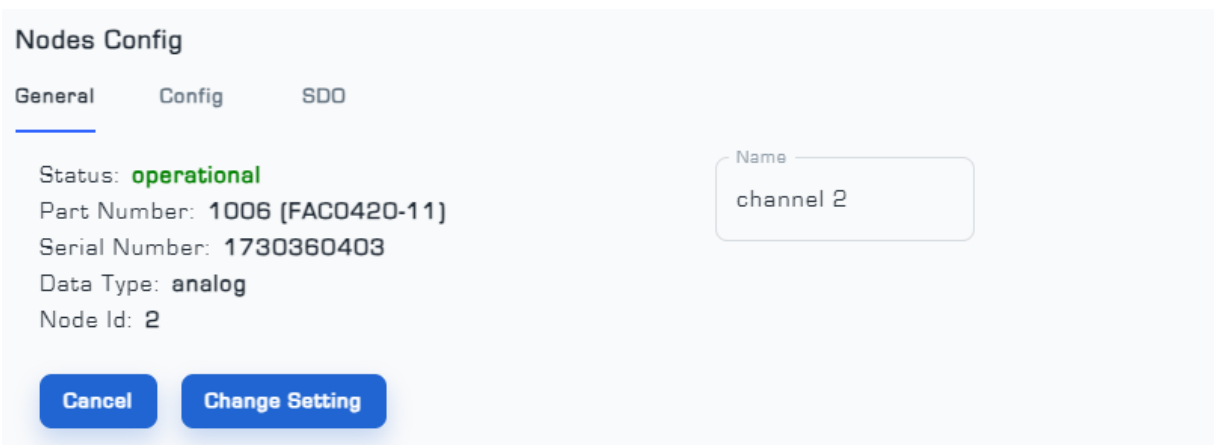 Nodes Config
General Config SDO
Status: operational
Part Number: 1006 (FAC0420-11)
Serial Number: 1730360403
Data Type: analog
Node Id: 2
Name
channel 2
Cancel Change Setting